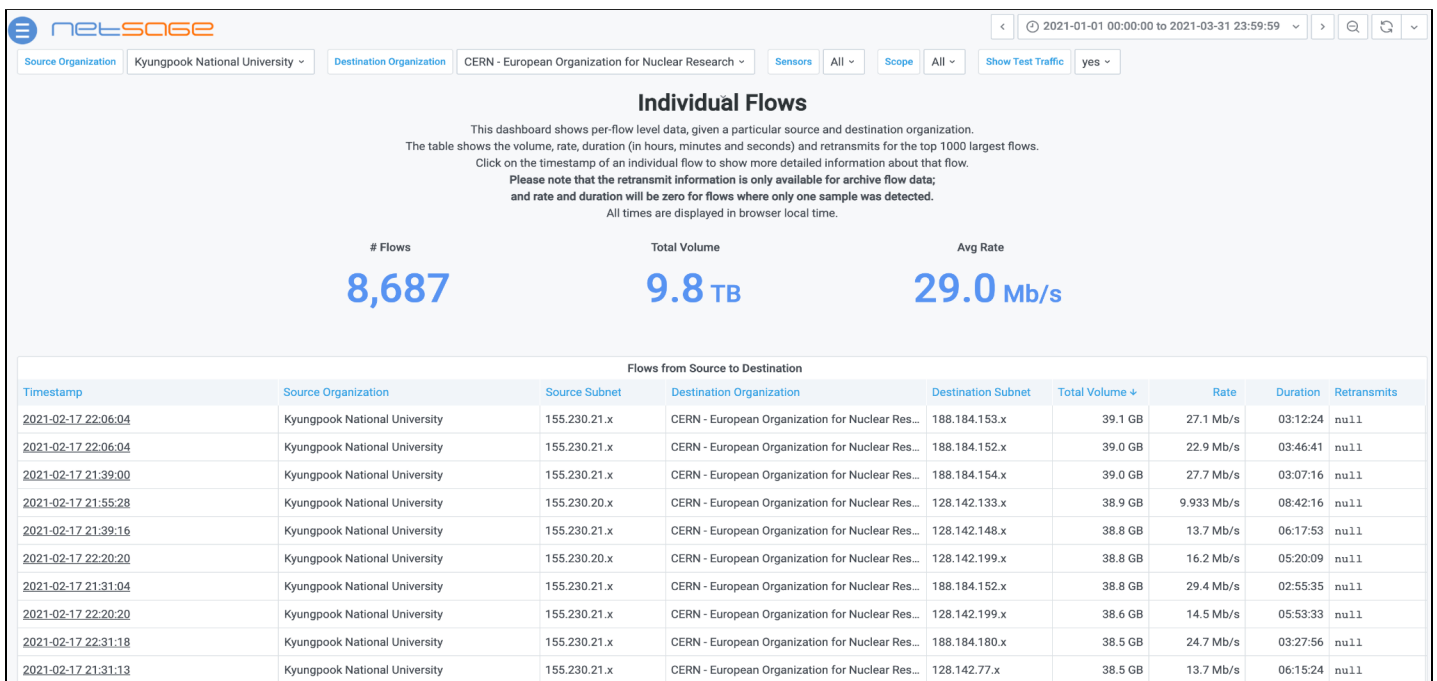 netsage
2021-01-01 00:00:00 to 2021-03-31 23:59:59
Source Organization Kyungpook National University Destination Organization CERN - European Organization for Nuclear Research Sensors All Scope All Show Test Traffic yes
Individual Flows
This dashboard shows per-flow level data, given a particular source and destination organization.
The table shows the volume, rate, duration (in hours, minutes and seconds) and retransmits for the top 1000 largest flows.
Click on the timestamp of an individual flow to show more detailed information about that flow.
Please note that the retransmit information is only available for archive flow data;
and rate and duration will be zero for flows where only one sample was detected.
All times are displayed in browser local time.
# Flows Total Volume Avg Rate
8,687 9.8 TB 29.0 Mb/s
Flows from Source to Destination
Timestamp Source Organization Source Subnet Destination Organization Destination Subnet Total Volume ↓ Rate Duration Retransmits
2021-02-17 22:06:04 Kyungpook National University 155.230.21.x CERN - European Organization for Nuclear Res... 188.184.153.x 39.1 GB 27.1 Mb/s 03:12:24 null
2021-02-17 22:06:04 Kyungpook National University 155.230.21.x CERN - European Organization for Nuclear Res... 188.184.152.x 39.0 GB 22.9 Mb/s 03:46:41 null
2021-02-17 21:39:00 Kyungpook National University 155.230.21.x CERN - European Organization for Nuclear Res... 188.184.154.x 39.0 GB 27.7 Mb/s 03:07:16 null
2021-02-17 21:55:28 Kyungpook National University 155.230.20.x CERN - European Organization for Nuclear Res... 128.142.133.x 38.9 GB 9.933 Mb/s 08:42:16 null
2021-02-17 21:39:16 Kyungpook National University 155.230.21.x CERN - European Organization for Nuclear Res... 128.142.148.x 38.8 GB 13.7 Mb/s 06:17:53 null
2021-02-17 22:20:20 Kyungpook National University 155.230.20.x CERN - European Organization for Nuclear Res... 128.142.199.x 38.8 GB 16.2 Mb/s 05:20:09 null
2021-02-17 21:31:04 Kyungpook National University 155.230.21.x CERN - European Organization for Nuclear Res... 188.184.152.x 38.8 GB 29.4 Mb/s 02:55:35 null
2021-02-17 22:20:20 Kyungpook National University 155.230.21.x CERN - European Organization for Nuclear Res... 128.142.199.x 38.6 GB 14.5 Mb/s 05:53:33 null
2021-02-17 22:31:18 Kyungpook National University 155.230.21.x CERN - European Organization for Nuclear Res... 188.184.180.x 38.5 GB 24.7 Mb/s 03:27:56 null
2021-02-17 21:31:13 Kyungpook National University 155.230.21.x CERN - European Organization for Nuclear Res... 128.142.77.x 38.5 GB 13.7 Mb/s 06:15:24 null